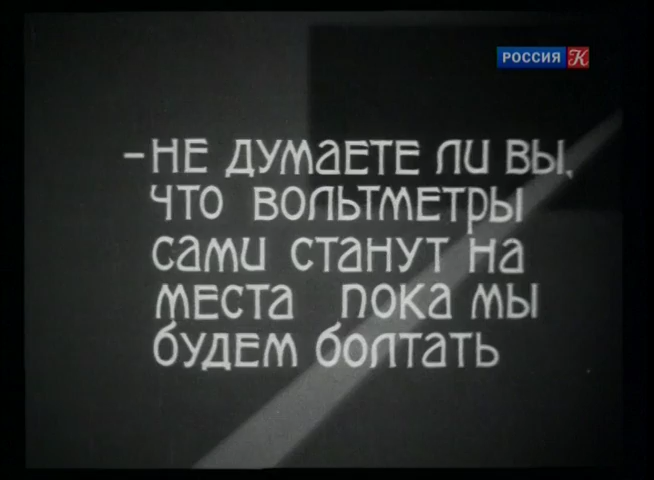 РОССИЯ К
– НЕ ДУМАЕТЕ ЛИ ВЫ,
ЧТО ВОЛЬТМЕТРЫ
САМИ СТАНУТ НА
МЕСТА ПОКА МЫ
БУДЕМ БОЛТАТЬ